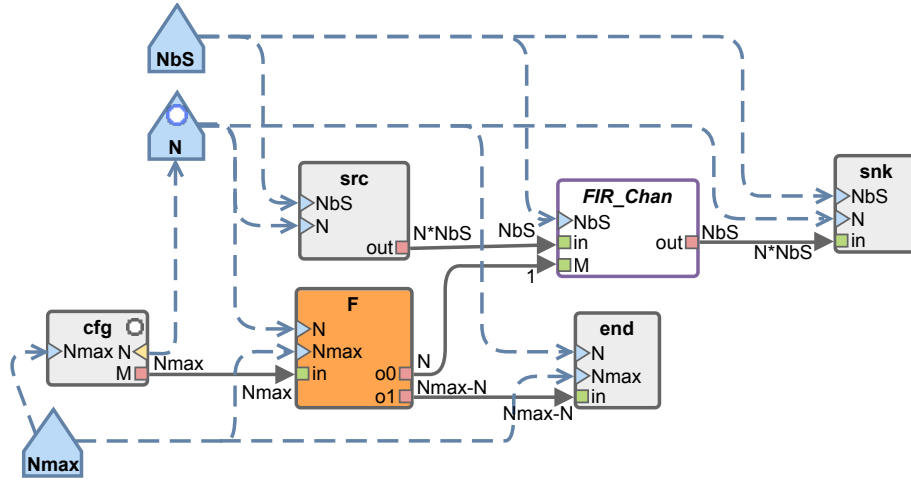 NbS
N
src
NbS
N
out
N*NbS
NbS
FIR_Chan
NbS
in
M
out
NbS
N*NbS
1
snk
NbS
N
in
cfg
Nmax
N
M
Nmax
Nmax
F
N
Nmax
in
o0
o1
N
Nmax-N
Nmax-N
end
N
Nmax
in
Nmax